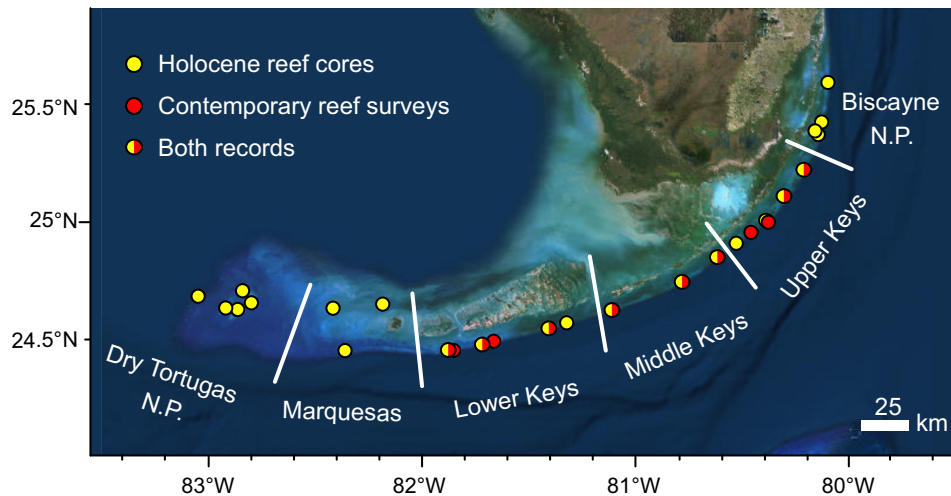 Holocene reef cores
Contemporary reef surveys
Both records
25.5°N
25°N
24.5°N
Biscayne
N.P.
Upper Keys
Middle Keys
Lower Keys
Marquesas
Dry Tortugas
N.P.
25
km
83°W
82°W
81°W
80°W